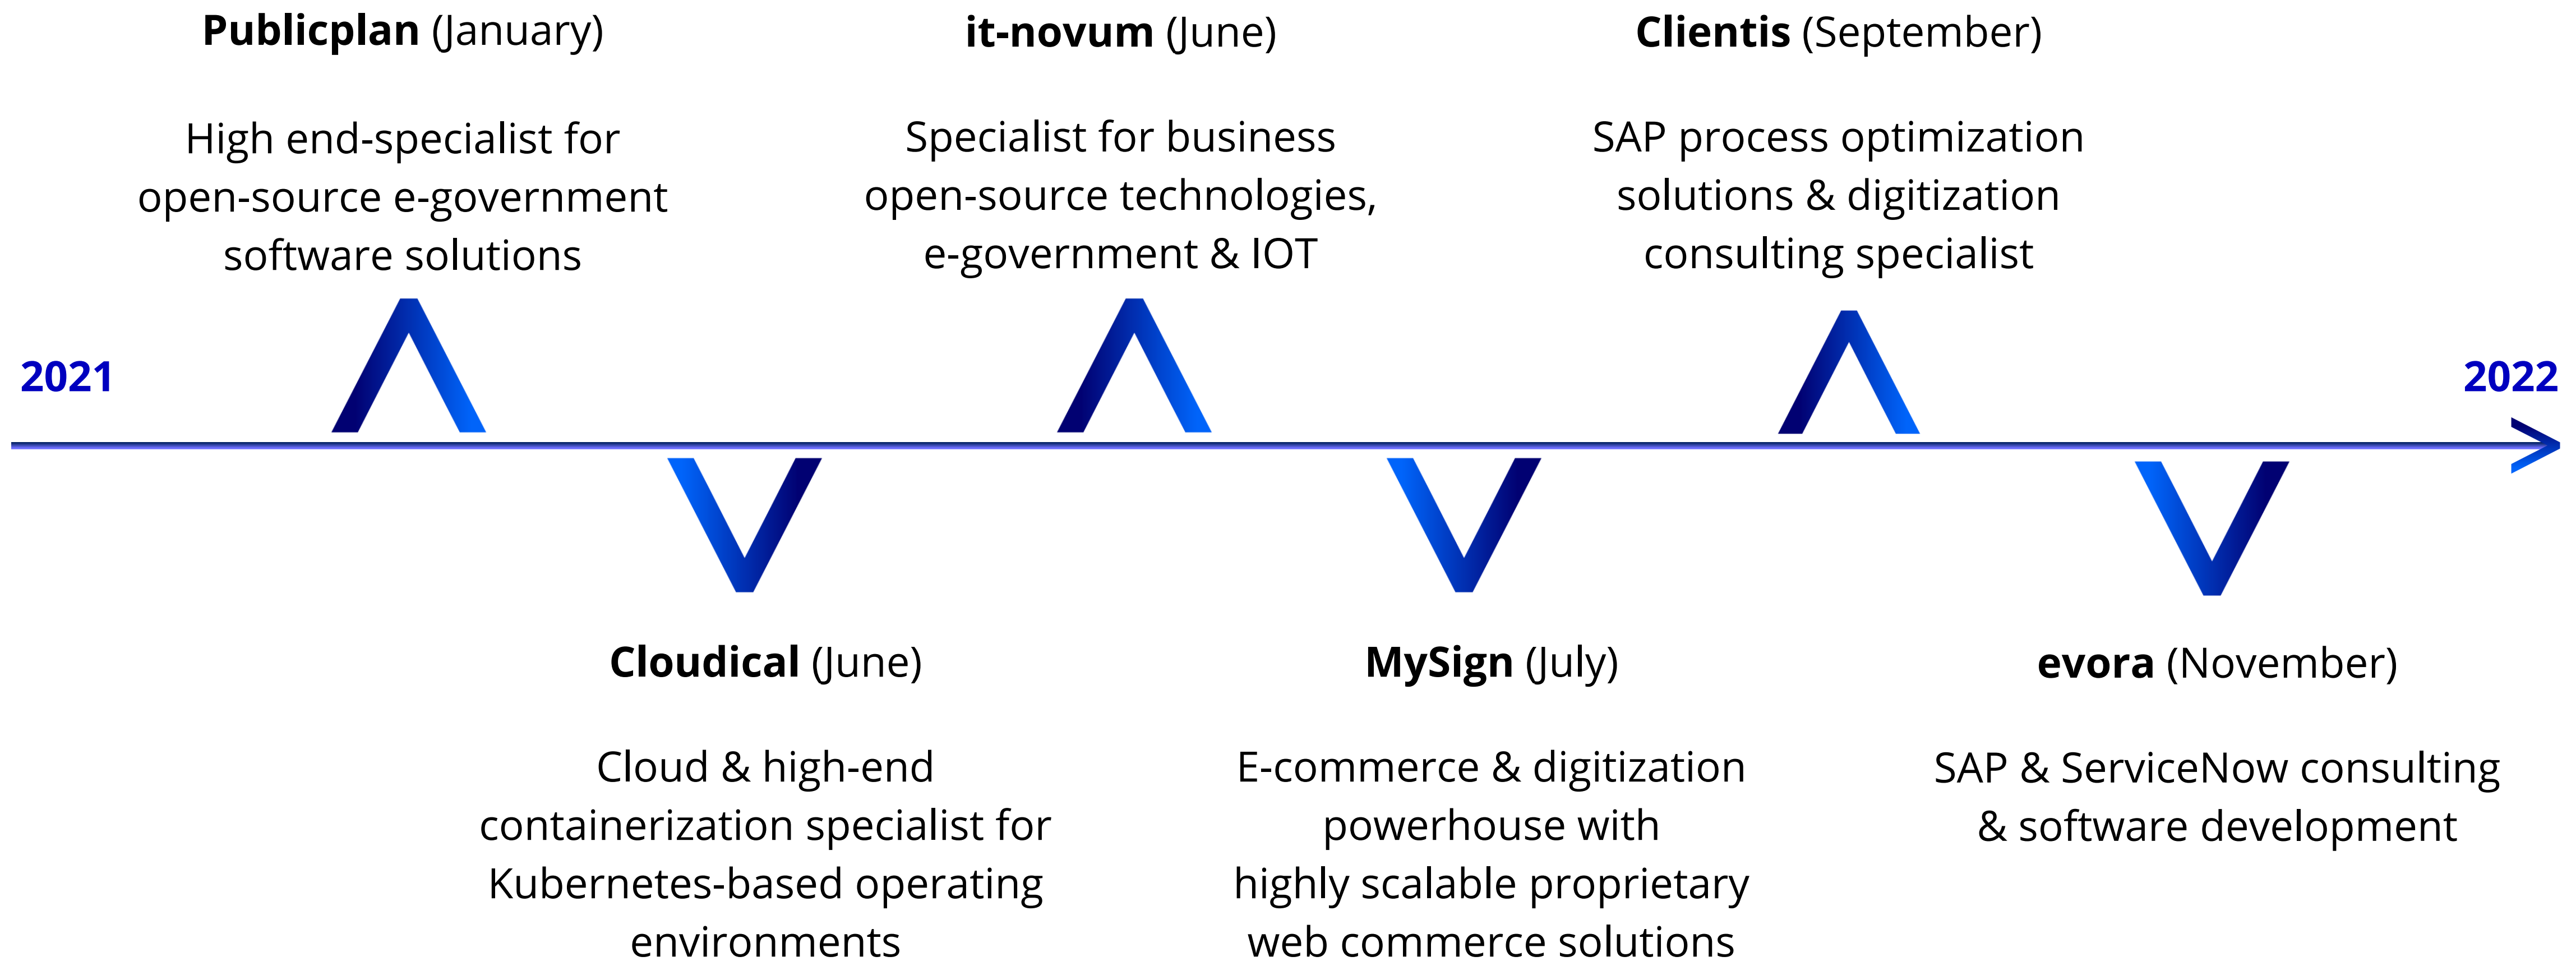 Publicplan (January)
High end-specialist for
open-source e-government
software solutions
it-novum (June)
Specialist for business
open-source technologies,
e-government & IOT
Clientis (September)
SAP process optimization
solutions & digitization
consulting specialist
2021
2022
Cloudical (June)
Cloud & high-end
containerization specialist for
Kubernetes-based operating
environments
MySign (July)
E-commerce & digitization
powerhouse with
highly scalable proprietary
web commerce solutions
evora (November)
SAP & ServiceNow consulting
& software development